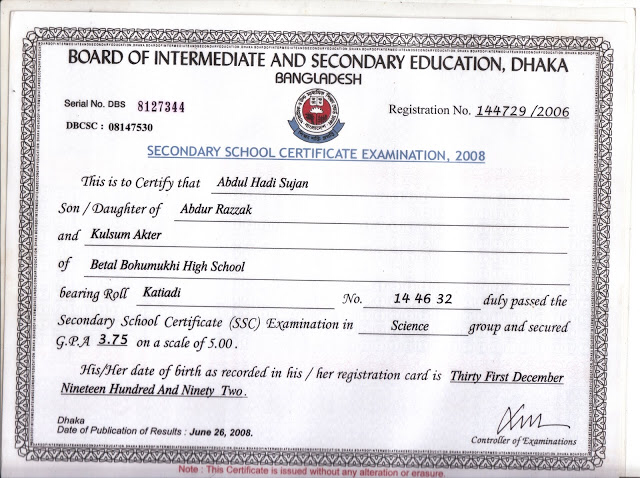 BOARD OF INTERMEDIATE AND SECONDARY EDUCATION, DHAKA
BANGLADESH
Serial No. DBS 8127344
Registration No. 144729 /2006
DBCSC : 08147530
SECONDARY SCHOOL CERTIFICATE EXAMINATION, 2008
This is to Certify that Abdul Hadi Sujan
Son / Daughter of Abdur Razzak
and Kulsum Akter
of Betal Bohumukhi High School
bearing Roll Katiadi No. 14 46 32 duly passed the
Secondary School Certificate (SSC) Examination in Science group and secured
G.P.A 3.75 on a scale of 5.00 .
His/Her date of birth as recorded in his / her registration card is Thirty First December
Nineteen Hundred And Ninety Two .
Dhaka
Date of Publication of Results : June 26, 2008.
Controller of Examinations
Note : This Certificate is issued without any alteration or erasure.